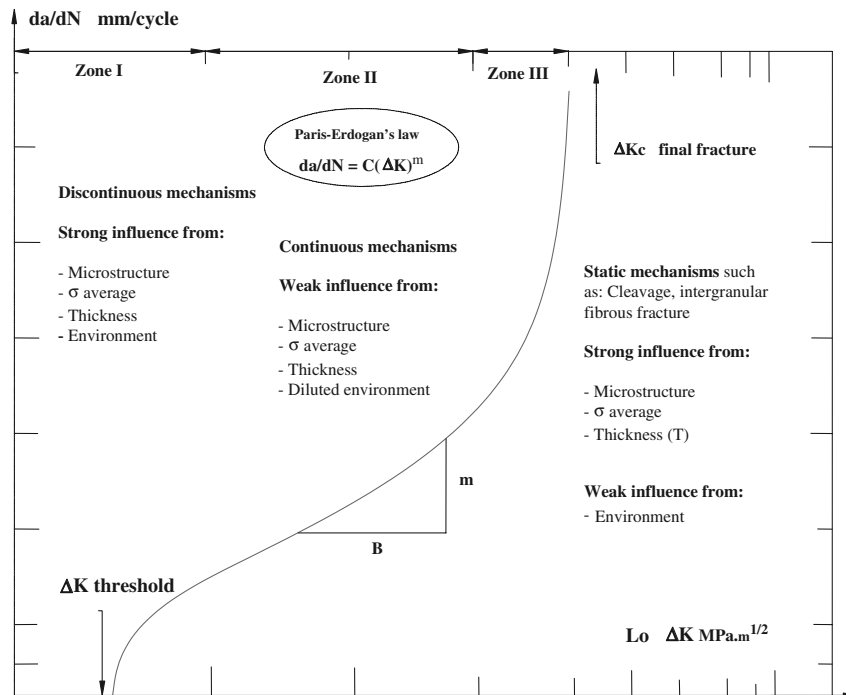 da/dN mm/cycle
Zone I
Zone II
Zone III
Paris-Erdogan's law
da/dN = C(ΔK)^m
ΔKc final fracture
Discontinuous mechanisms
Strong influence from:
- Microstructure
- σ average
- Thickness
- Environment
Continuous mechanisms
Weak influence from:
- Microstructure
- σ average
- Thickness
- Diluted environment
Static mechanisms such
as: Cleavage, intergranular
fibrous fracture
Strong influence from:
- Microstructure
- σ average
- Thickness (T)
Weak influence from:
- Environment
m
B
ΔK threshold
Lo ΔK MPa.m^1/2